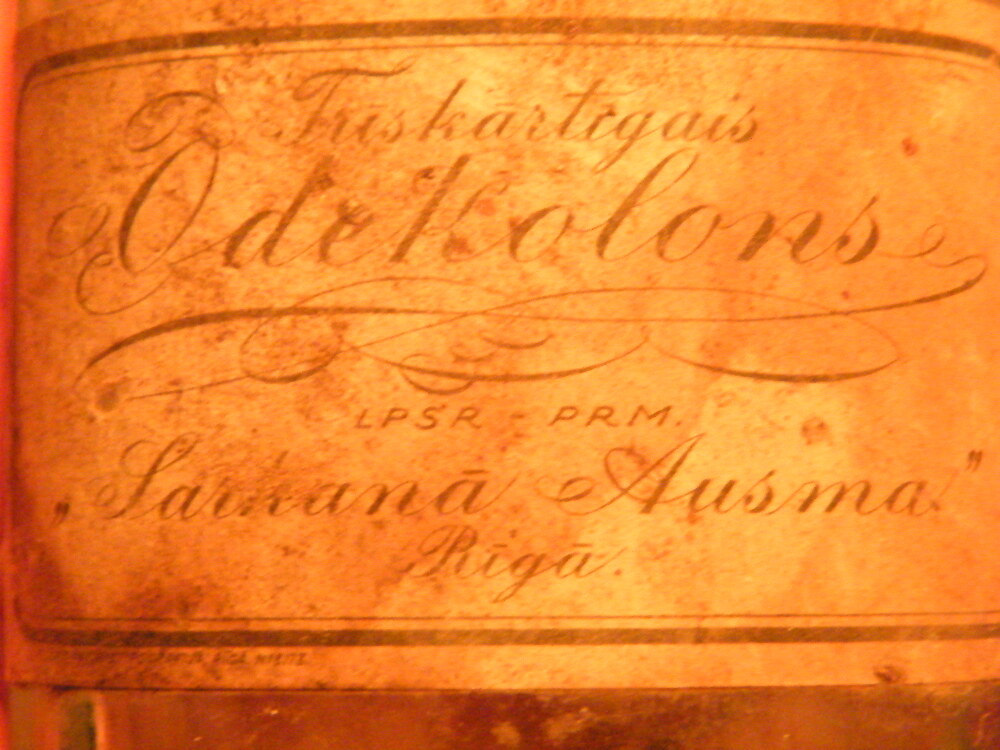 Trīskārtīgais
Odekolons
LPSR - PRM.
„Sarkanā Ausma”
Rīgā.